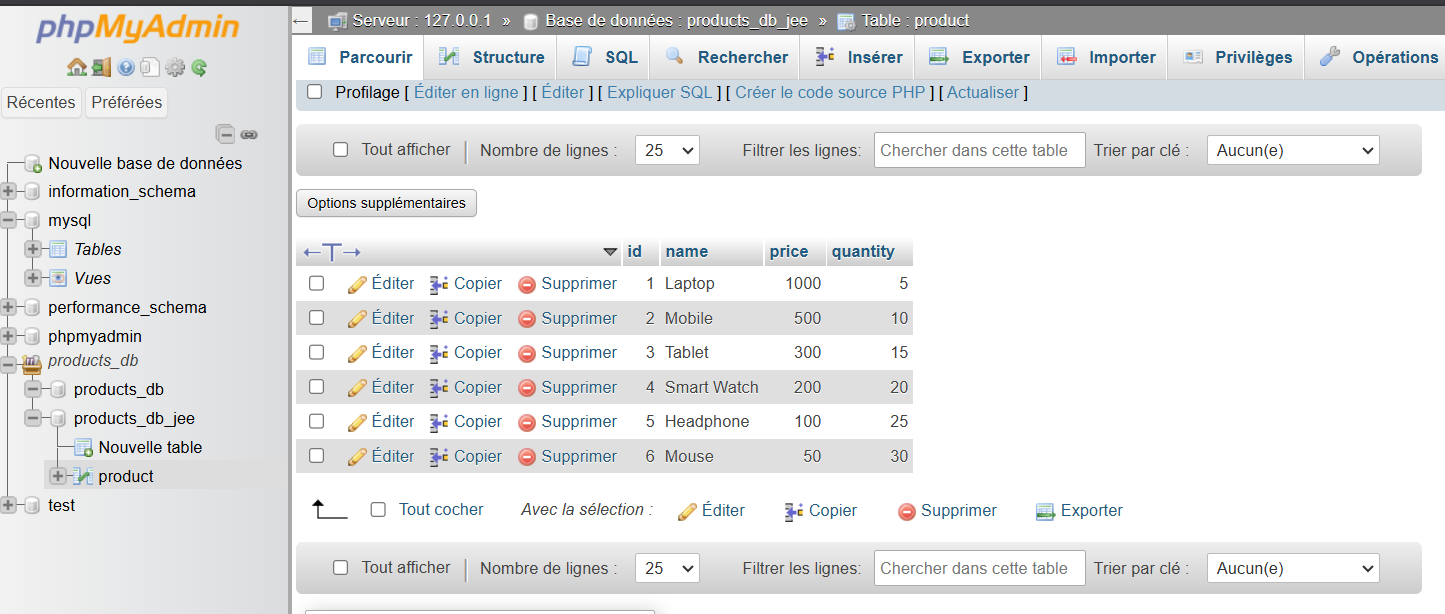 phpMyAdmin
Récentes Préférées
Nouvelle base de données
information_schema
mysql
Tables
Vues
performance_schema
phpmyadmin
products_db
products_db
products_db_jee
Nouvelle table
product
test
Serveur : 127.0.0.1 » Base de données : products_db_jee » Table : product
Parcourir Structure SQL Rechercher Insérer Exporter Importer Privilèges Opérations
Profilage [ Éditer en ligne ] [ Éditer ] [ Expliquer SQL ] [ Créer le code source PHP ] [ Actualiser ]
Tout afficher Nombre de lignes : 25 Filtrer les lignes: Chercher dans cette table Trier par clé : Aucun(e)
Options supplémentaires
←T→ id name price quantity
Éditer Copier Supprimer 1 Laptop 1000 5
Éditer Copier Supprimer 2 Mobile 500 10
Éditer Copier Supprimer 3 Tablet 300 15
Éditer Copier Supprimer 4 Smart Watch 200 20
Éditer Copier Supprimer 5 Headphone 100 25
Éditer Copier Supprimer 6 Mouse 50 30
Tout cocher Avec la sélection : Éditer Copier Supprimer Exporter
Tout afficher Nombre de lignes : 25 Filtrer les lignes: Chercher dans cette table Trier par clé : Aucun(e)